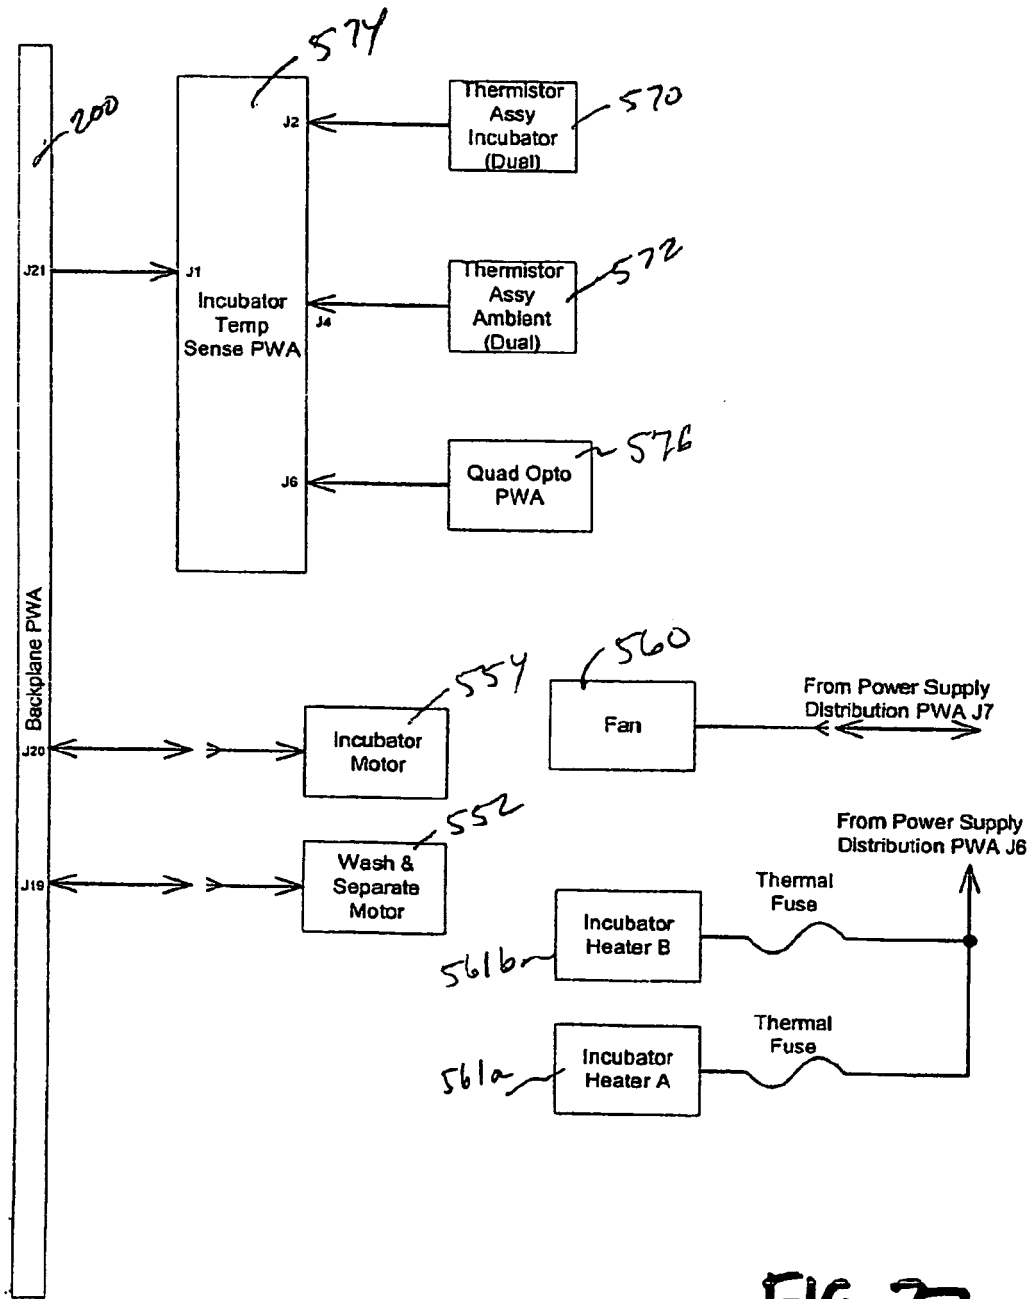 574
200
J2
Thermistor
Assy
Incubator
(Dual)
570
J21
J1
Incubator
Temp
Sense PWA
J4
Thermistor
Assy
Ambient
(Dual)
572
J6
Quad Opto
PWA
576
Backplane PWA
J20
Incubator
Motor
554
Fan
560
From Power Supply
Distribution PWA J7
J19
Wash &
Separate
Motor
552
From Power Supply
Distribution PWA J6
Incubator
Heater B
561b
Thermal
Fuse
Incubator
Heater A
561a
Thermal
Fuse